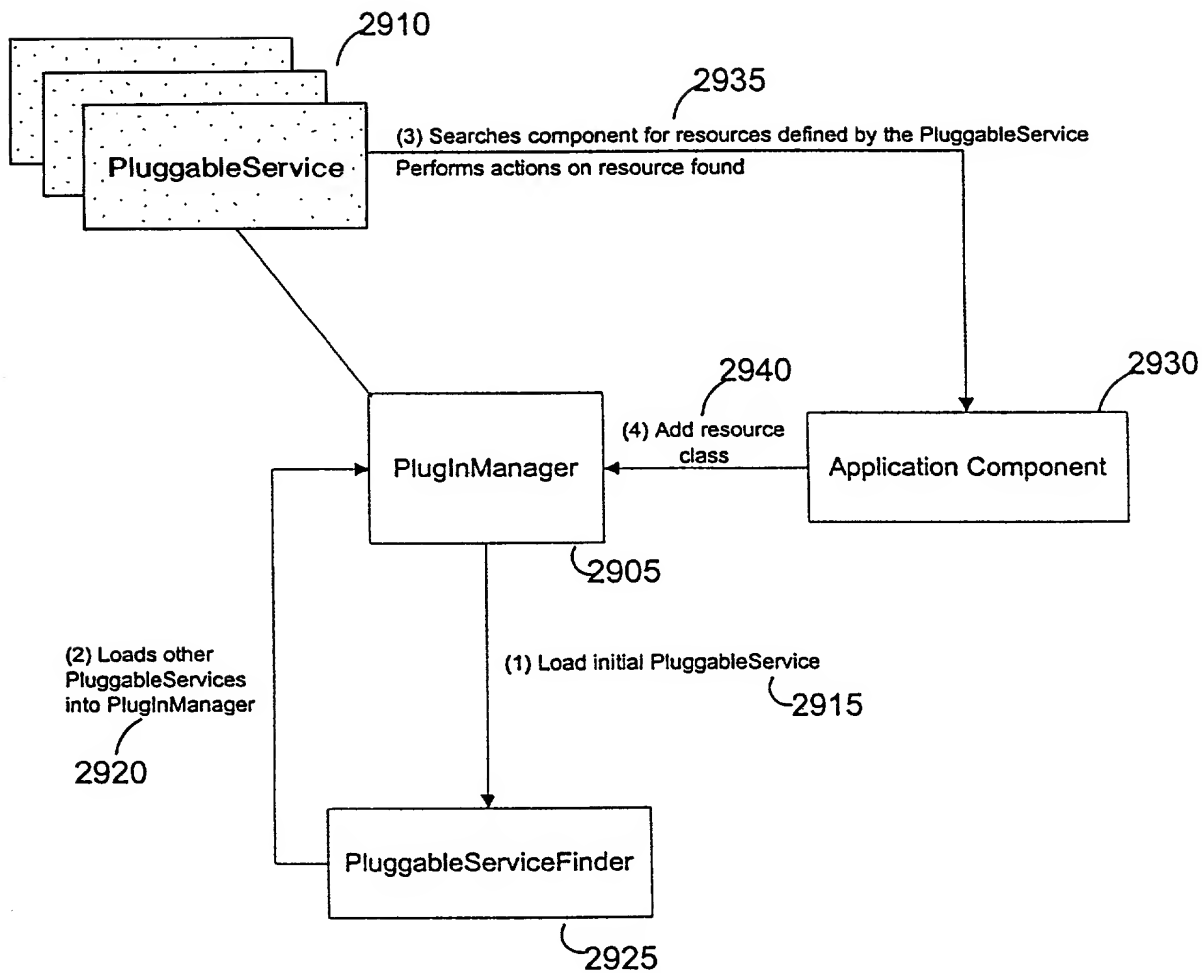 2910
2935
(3) Searches component for resources defined by the PluggableService
Performs actions on resource found
PluggableService
2940
2930
(4) Add resource
class
PlugInManager
Application Component
2905
(2) Loads other
PluggableServices
into PlugInManager
(1) Load initial PluggableService
2915
2920
PluggableServiceFinder
2925